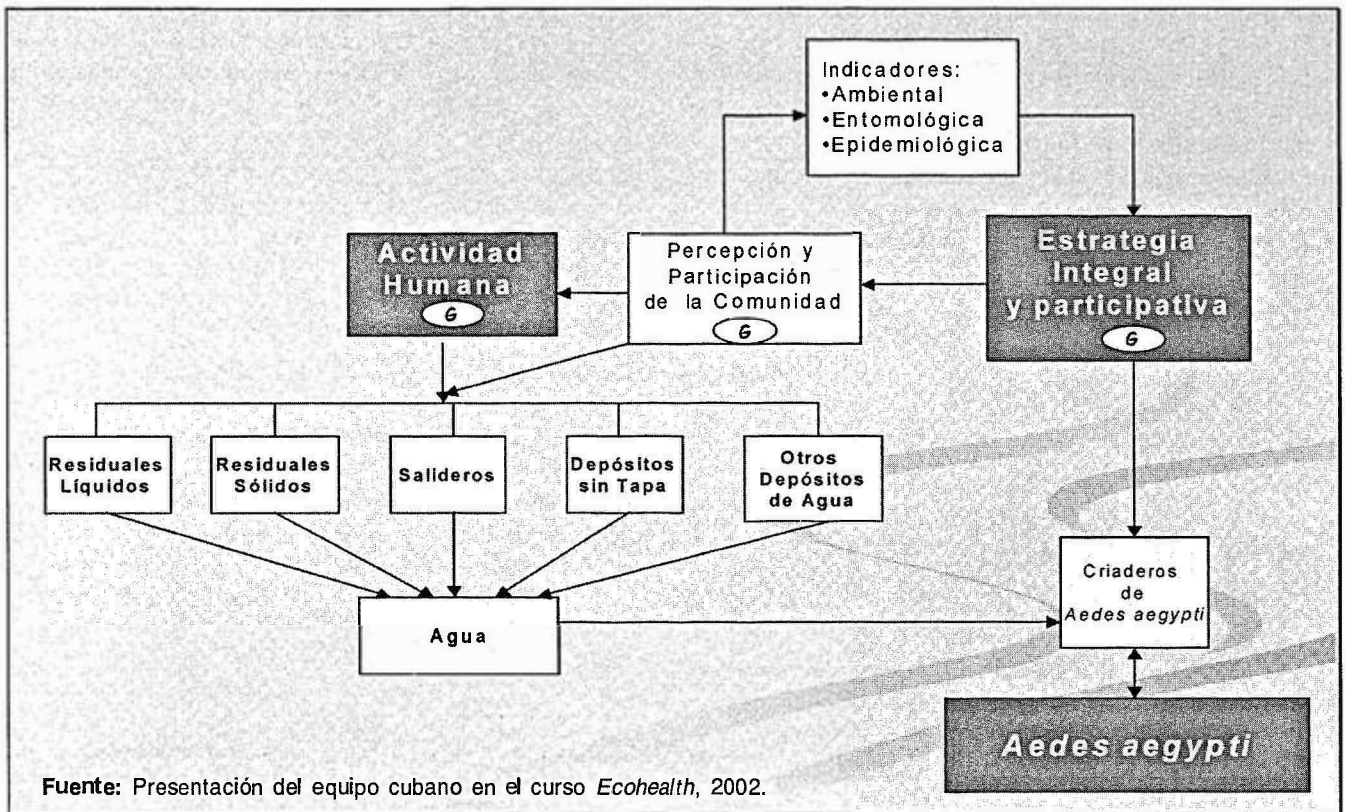 Indicadores:
•Ambiental
•Entomológica
•Epidemiológica
Actividad
Humana
G
Percepción y
Participación
de la Comunidad
G
Estrategia
Integral
y participativa
G
Residuales
Líquidos
Residuales
Sólidos
Salideros
Depósitos
sin Tapa
Otros
Depósitos
de Agua
Agua
Criaderos
de
Aedes aegypti
Aedes aegypti
Fuente: Presentación del equipo cubano en el curso Ecohealth, 2002.